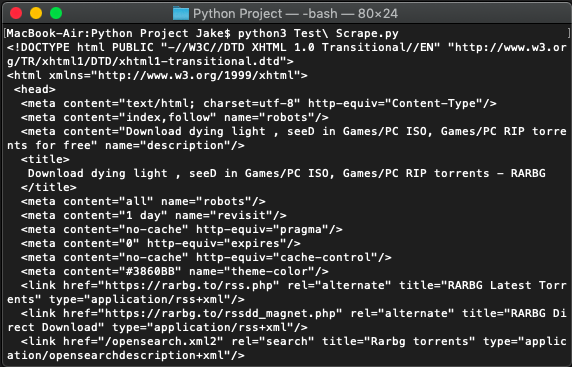 Python Project — -bash — 80×24
[MacBook-Air:Python Project Jake$ python3 Test\ Scrape.py ]
<!DOCTYPE html PUBLIC "-//W3C//DTD XHTML 1.0 Transitional//EN" "http://www.w3.or
g/TR/xhtml1/DTD/xhtml1-transitional.dtd">
<html xmlns="http://www.w3.org/1999/xhtml">
 <head>
  <meta content="text/html; charset=utf-8" http-equiv="Content-Type"/>
  <meta content="index,follow" name="robots"/>
  <meta content="Download dying light , seeD in Games/PC ISO, Games/PC RIP torre
nts for free" name="description"/>
  <title>
   Download dying light , seeD in Games/PC ISO, Games/PC RIP torrents - RARBG
  </title>
  <meta content="all" name="robots"/>
  <meta content="1 day" name="revisit"/>
  <meta content="no-cache" http-equiv="pragma"/>
  <meta content="0" http-equiv="expires"/>
  <meta content="no-cache" http-equiv="cache-control"/>
  <meta content="#3860BB" name="theme-color"/>
  <link href="https://rarbg.to/rss.php" rel="alternate" title="RARBG Latest Torr
ents" type="application/rss+xml"/>
  <link href="https://rarbg.to/rssdd_magnet.php" rel="alternate" title="RARBG Di
rect Download" type="application/rss+xml"/>
  <link href="/opensearch.xml2" rel="search" title="Rarbg torrents" type="applic
ation/opensearchdescription+xml"/>